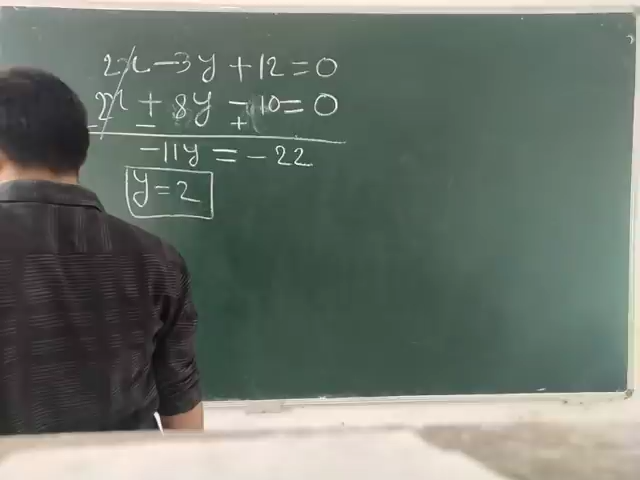 2x - 3y + 12 = 0
2x + 8y - 10 = 0
- - +
-11y = -22
y = 2